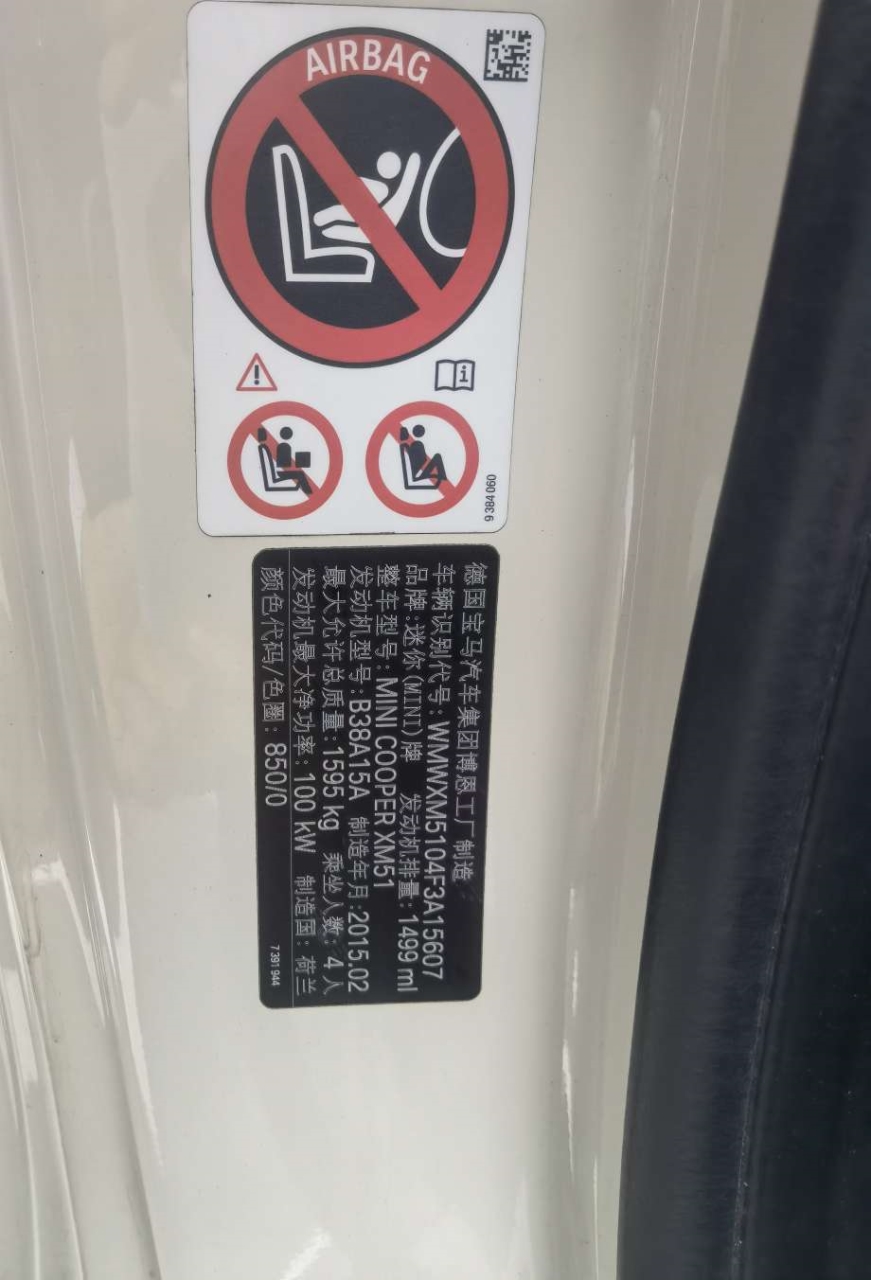 AIRBAG
9 384 060
德国宝马汽车集团博恩工厂制造
车辆识别代号:WMWXM5104F3A15607
品牌:迷你(MINI)牌 发动机排量:1499 ml
整车型号:MINI COOPER XM51
发动机型号:B38A15A 制造年月:2015.02
最大允许总质量:1595 kg 乘坐人数:4人
发动机最大净功率:100 kW 制造国:荷兰
颜色代码/色圈:850/0
7 391 944